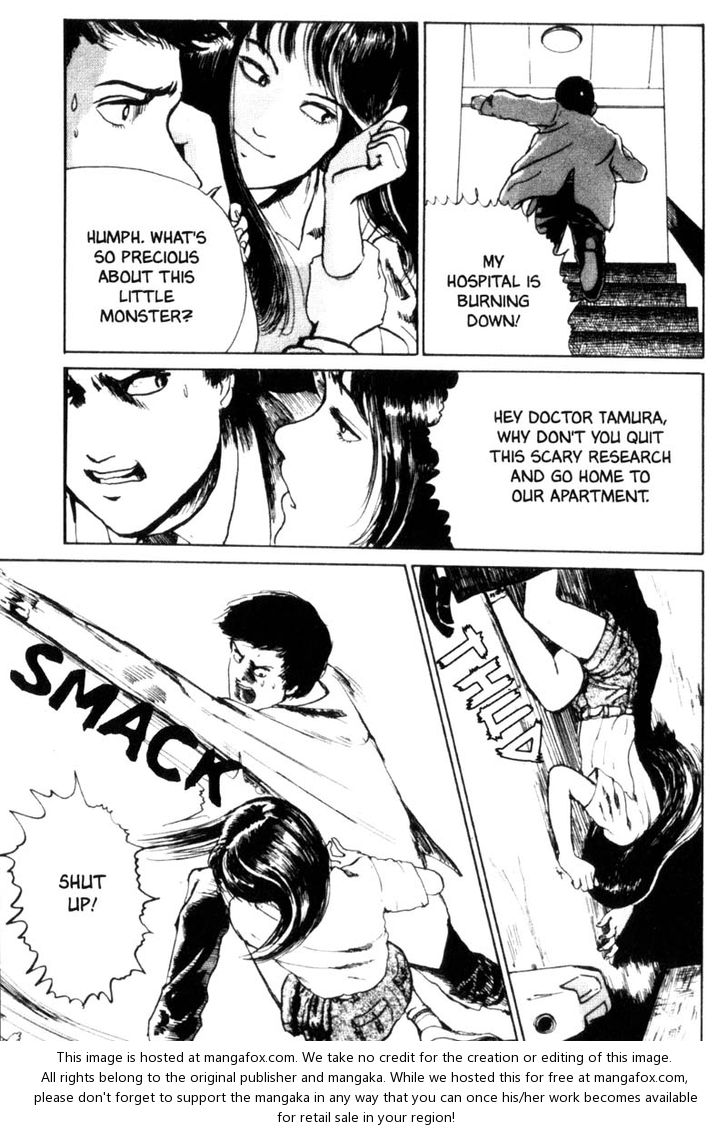 HUMPH. WHAT'S
SO PRECIOUS
ABOUT THIS
LITTLE
MONSTER?
MY
HOSPITAL IS
BURNING
DOWN!
HEY DOCTOR TAMURA,
WHY DON'T YOU QUIT
THIS SCARY RESEARCH
AND GO HOME TO
OUR APARTMENT.
SMACK
SHUT
UP!
THUD
This image is hosted at mangafox.com. We take no credit for the creation or editing of this image.
All rights belong to the original publisher and mangaka. While we hosted this for free at mangafox.com,
please don't forget to support the mangaka in any way that you can once his/her work becomes available
for retail sale in your region!